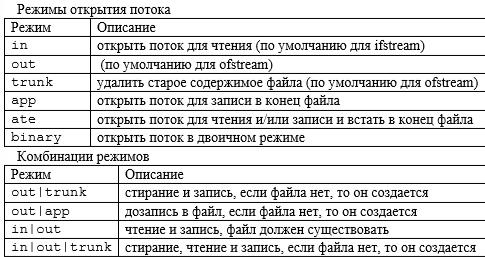 Режимы открытия потока
Режим Описание
in открыть поток для чтения (по умолчанию для ifstream)
out (по умолчанию для ofstream)
trunk удалить старое содержимое файла (по умолчанию для ofstream)
app открыть поток для записи в конец файла
ate открыть поток для чтения и/или записи и встать в конец файла
binary открыть поток в двоичном режиме
Комбинации режимов
Режим Описание
out|trunk стирание и запись, если файла нет, то он создается
out|app дозапись в файл, если файла нет, то он создается
in|out чтение и запись, файл должен существовать
in|out|trunk стирание, чтение и запись, если файла нет, то он создается